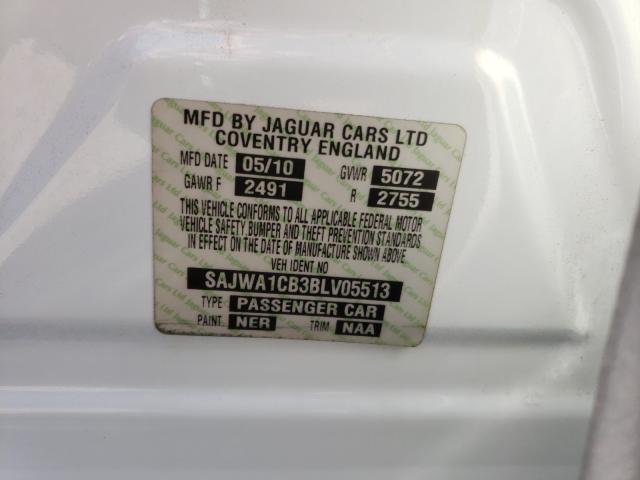 MFD BY JAGUAR CARS LTD
COVENTRY ENGLAND
MFD DATE 05/10 GVWR 5072
GAWR F 2491 R 2755
THIS VEHICLE CONFORMS TO ALL APPLICABLE FEDERAL MOTOR
VEHICLE SAFETY BUMPER AND THEFT PREVENTION STANDARDS
IN EFFECT ON THE DATE OF MANUFACTURE SHOWN ABOVE
VEH IDENT NO
SAJWA1CB3BLV05513
TYPE PASSENGER CAR
PAINT NER TRIM NAA